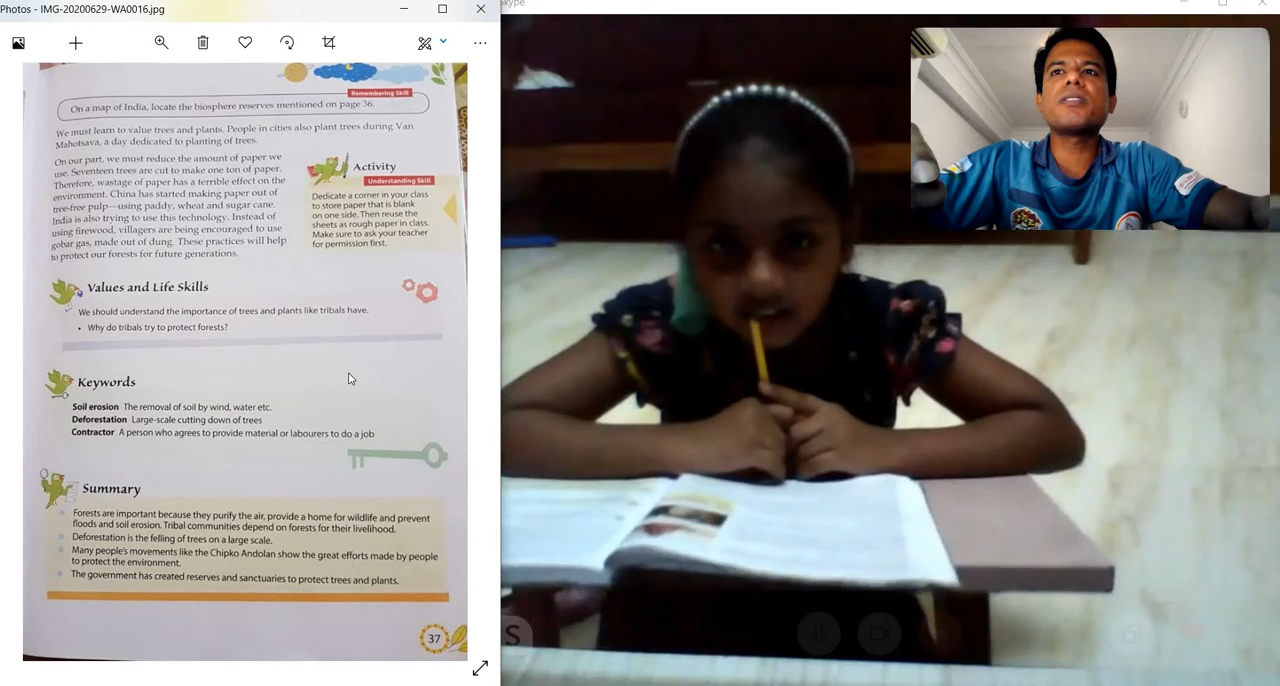 Photos - IMG-20200629-WA0016.jpg
Skype
Remembering Skill
On a map of India, locate the biosphere reserves mentioned on page 36.
We must learn to value trees and plants. People in cities also plant trees during Van
Mahotsava, a day dedicated to planting of trees.
On our part, we must reduce the amount of paper we
use. Seventeen trees are cut to make one ton of paper.
Therefore, wastage of paper has a terrible effect on the
environment. China has started making paper out of
tree-free pulp—using paddy, wheat and sugar cane.
India is also trying to use this technology. Instead of
using firewood, villagers are being encouraged to use
gobar gas, made out of dung. These practices will help
to protect our forests for future generations.
Activity
Understanding Skill
Dedicate a corner in your class
to store paper that is blank
on one side. Then reuse the
sheets as rough paper in class.
Make sure to ask your teacher
for permission first.
Values and Life Skills
We should understand the importance of trees and plants like tribals have.
• Why do tribals try to protect forests?
Keywords
Soil erosion The removal of soil by wind, water etc.
Deforestation Large-scale cutting down of trees
Contractor A person who agrees to provide material or labourers to do a job
Summary
Forests are important because they purify the air, provide a home for wildlife and prevent
floods and soil erosion. Tribal communities depend on forests for their livelihood.
Deforestation is the felling of trees on a large scale.
Many people's movements like the Chipko Andolan show the great efforts made by people
to protect the environment.
The government has created reserves and sanctuaries to protect trees and plants.
37
S